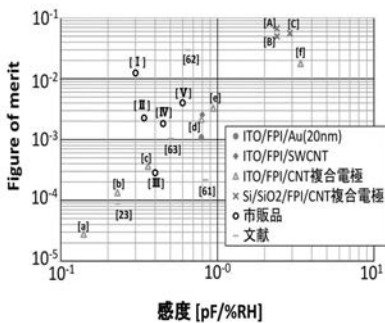 Figure of merit
10-1
10-2
10-3
10-4
10-5
[A]
[B]
[C]
[f]
[Ⅰ]
[62]
[Ⅱ]
[Ⅳ]
[Ⅴ]
[e]
[d]
[63]
[c]
[Ⅲ]
[b]
[23]
[61]
[a]
ITO/FPI/Au(20nm)
ITO/FPI/SWCNT
ITO/FPI/CNT複合電極
Si/SiO2/FPI/CNT複合電極
市販品
文献
10-1
100
101
感度 [pF/%RH]